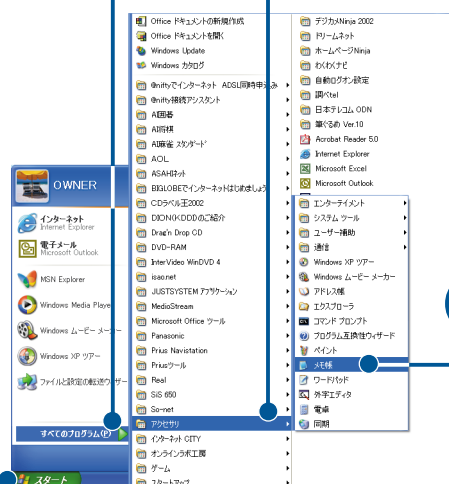 OWNER
インターネット
Internet Explorer
電子メール
Microsoft Outlook
MSN Explorer
Windows Media Playe
Windows ムービー メーカー
Windows XP ツアー
ファイルと設定の転送ウィザー
すべてのプログラム(P)
スタート
Office ドキュメントの新規作成
Office ドキュメントを開く
Windows Update
Windows カタログ
@niftyでインターネット ADSL同時申込み
@nifty接続アシスタント
AI囲碁
AI将棋
AI麻雀 スタンダード
AOL
ASAHIネット
BIGLOBEでインターネットはじめましょう
CDラベル王2002
DION(KDDI)のご紹介
Drag'n Drop CD
DVD-RAM
InterVideo WinDVD 4
isao.net
JUSTSYSTEM アプリケーション
MedioStream
Microsoft Office ツール
Panasonic
Prius Navistation
Priusツール
Real
SiS 650
So-net
アクセサリ
インターネット CITY
オンラインラボ工房
ゲーム
スタートアップ
デジカメNinja 2002
ドリームネット
ホームページNinja
わくわくナビ
自動ログオン設定
調べtel
日本テレコム ODN
筆ぐるめ Ver.10
Acrobat Reader 5.0
Internet Explorer
Microsoft Excel
Microsoft Outlook
エンターテイメント
システム ツール
ユーザー補助
通信
Windows XP ツアー
Windows ムービー メーカー
アドレス帳
エクスプローラ
コマンド プロンプト
プログラム互換性ウィザード
ペイント
メモ帳
ワードパッド
外字エディタ
電卓
同期